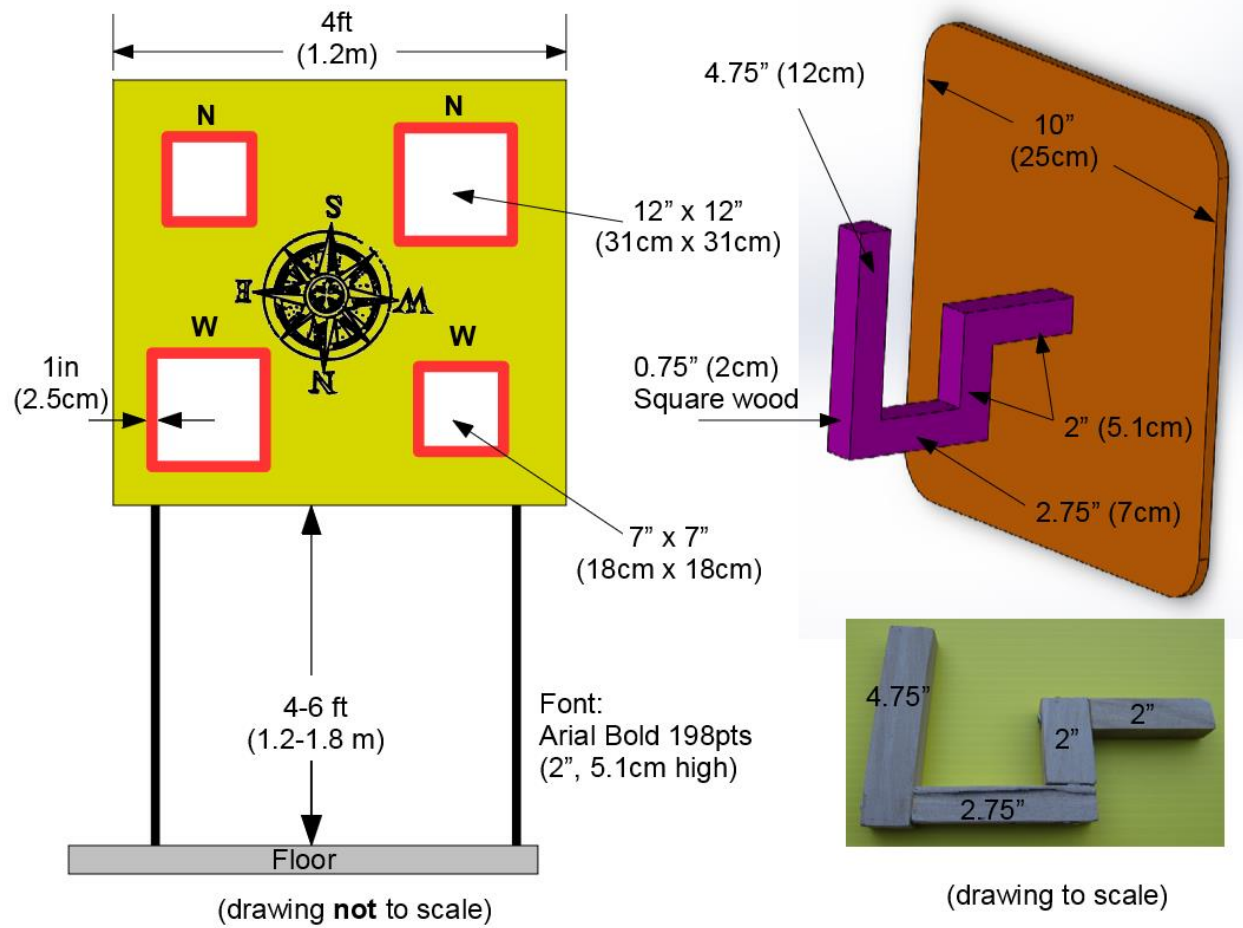 4ft
(1.2m)
N
N
S
E
W
N
W
W
1in
(2.5cm)
12” x 12”
(31cm x 31cm)
7” x 7”
(18cm x 18cm)
4-6 ft
(1.2-1.8 m)
Font:
Arial Bold 198pts
(2”, 5.1cm high)
Floor
(drawing not to scale)
4.75” (12cm)
10”
(25cm)
0.75” (2cm)
Square wood
2” (5.1cm)
2.75” (7cm)
4.75”
2”
2”
2.75”
(drawing to scale)